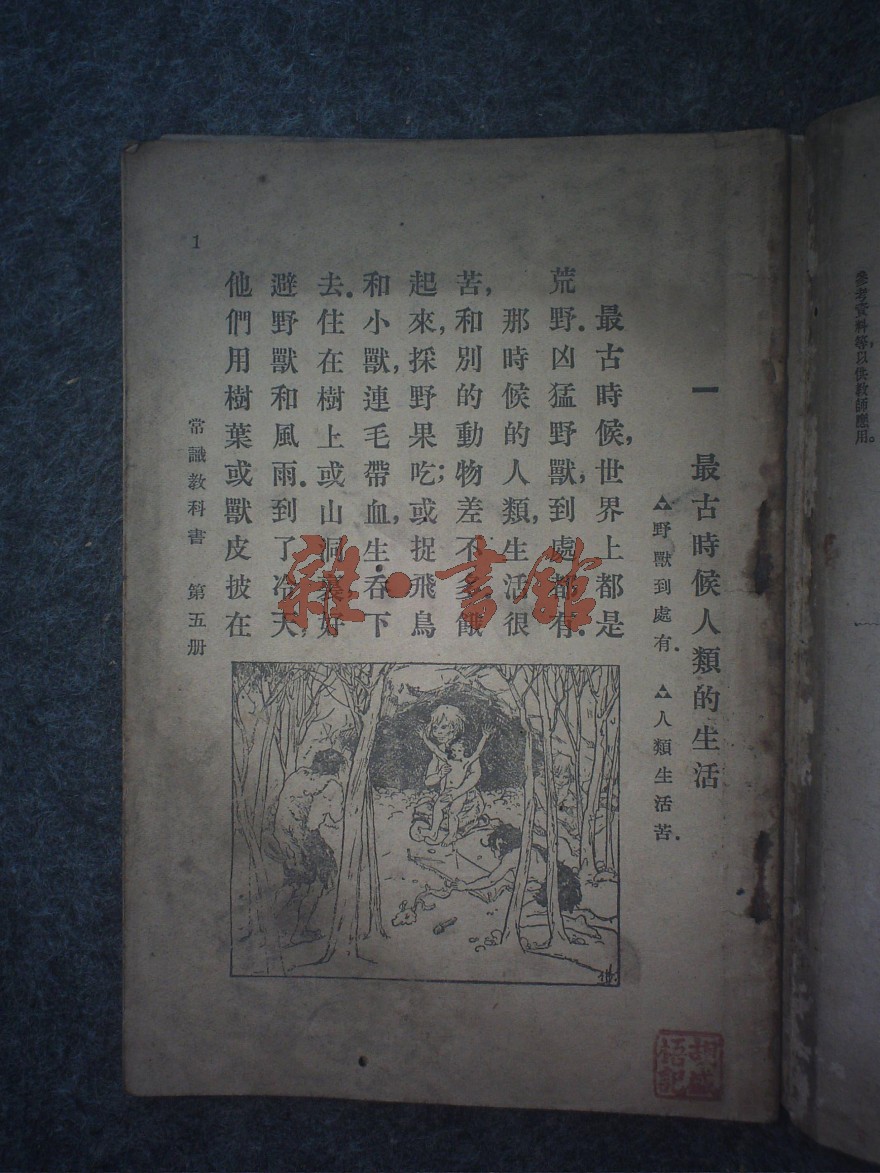 參考資料等,以供教師應用。
一 最古時候人類的生活
野獸到處有. 人類生活苦.
最古時候,世界上都是
荒野.凶猛野獸,到處都有.
那時候的人類,生活很
苦,和別的動物差不多餓
起來,採野果吃;或捉飛鳥
和小獸,連毛帶血,生吞下
去.住在樹上或山洞裏好
避野獸和風雨.到了冷天,
他們用樹葉或獸皮披在
常識教科書 第五册
1
雜·書館